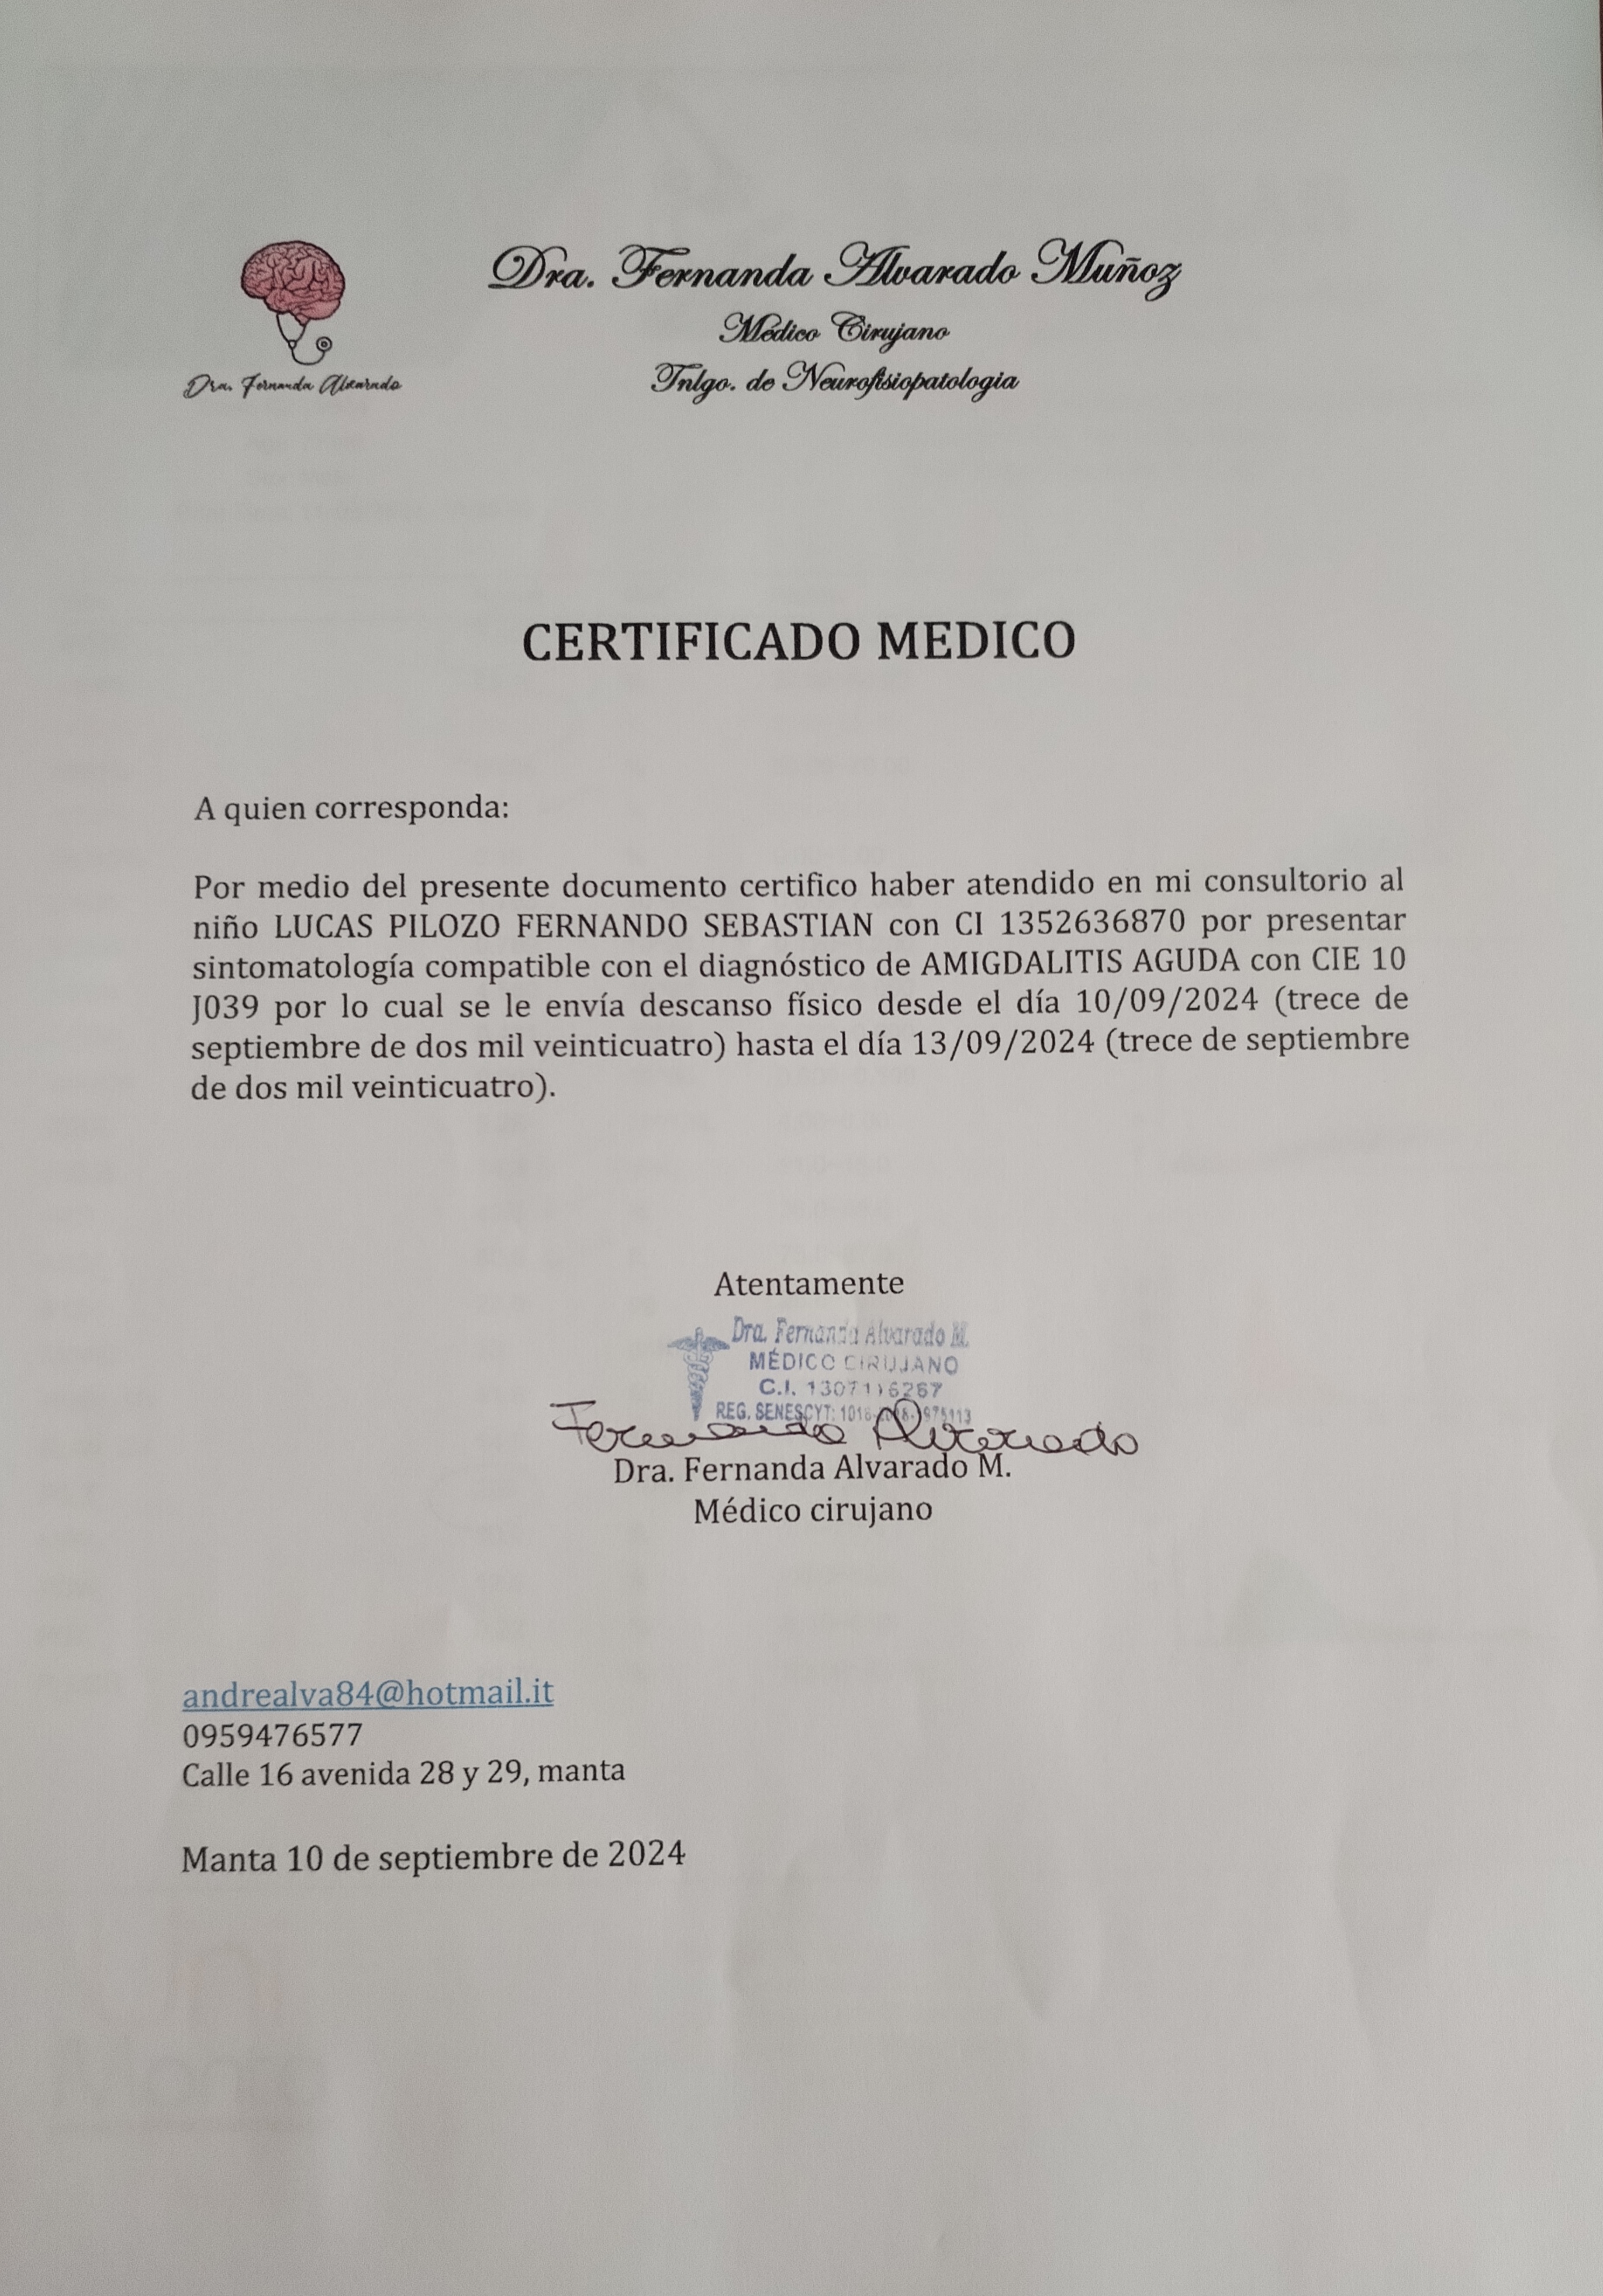 Dra. Fernanda Alvarado Muñoz
Médico Cirujano
Tnlgo. de Neurofisiopatologia
Dra. Fernanda Alvarado
CERTIFICADO MEDICO
A quien corresponda:
Por medio del presente documento certifico haber atendido en mi consultorio al
niño LUCAS PILOZO FERNANDO SEBASTIAN con CI 1352636870 por presentar
sintomatología compatible con el diagnóstico de AMIGDALITIS AGUDA con CIE 10
J039 por lo cual se le envía descanso físico desde el día 10/09/2024 (trece de
septiembre de dos mil veinticuatro) hasta el día 13/09/2024 (trece de septiembre
de dos mil veinticuatro).
Atentamente
Dra. Fernanda Alvarado M.
MÉDICO CIRUJANO
C.I. 1307116267
REG. SENESCYT:
Fernanda Alvarado
Dra. Fernanda Alvarado M.
Médico cirujano
andrealva84@hotmail.it
0959476577
Calle 16 avenida 28 y 29, manta
Manta 10 de septiembre de 2024